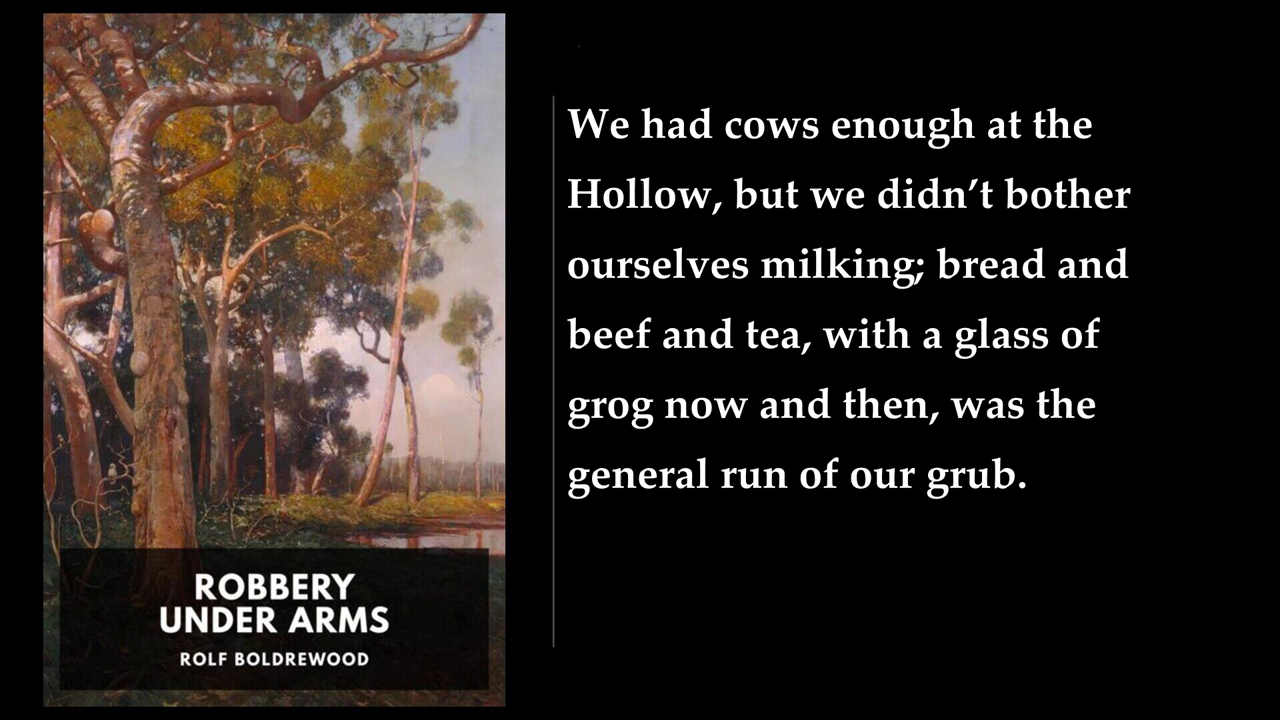 ROBBERY
UNDER ARMS
ROLF BOLDREWOOD
We had cows enough at the
Hollow, but we didn’t bother
ourselves milking; bread and
beef and tea, with a glass of
grog now and then, was the
general run of our grub.